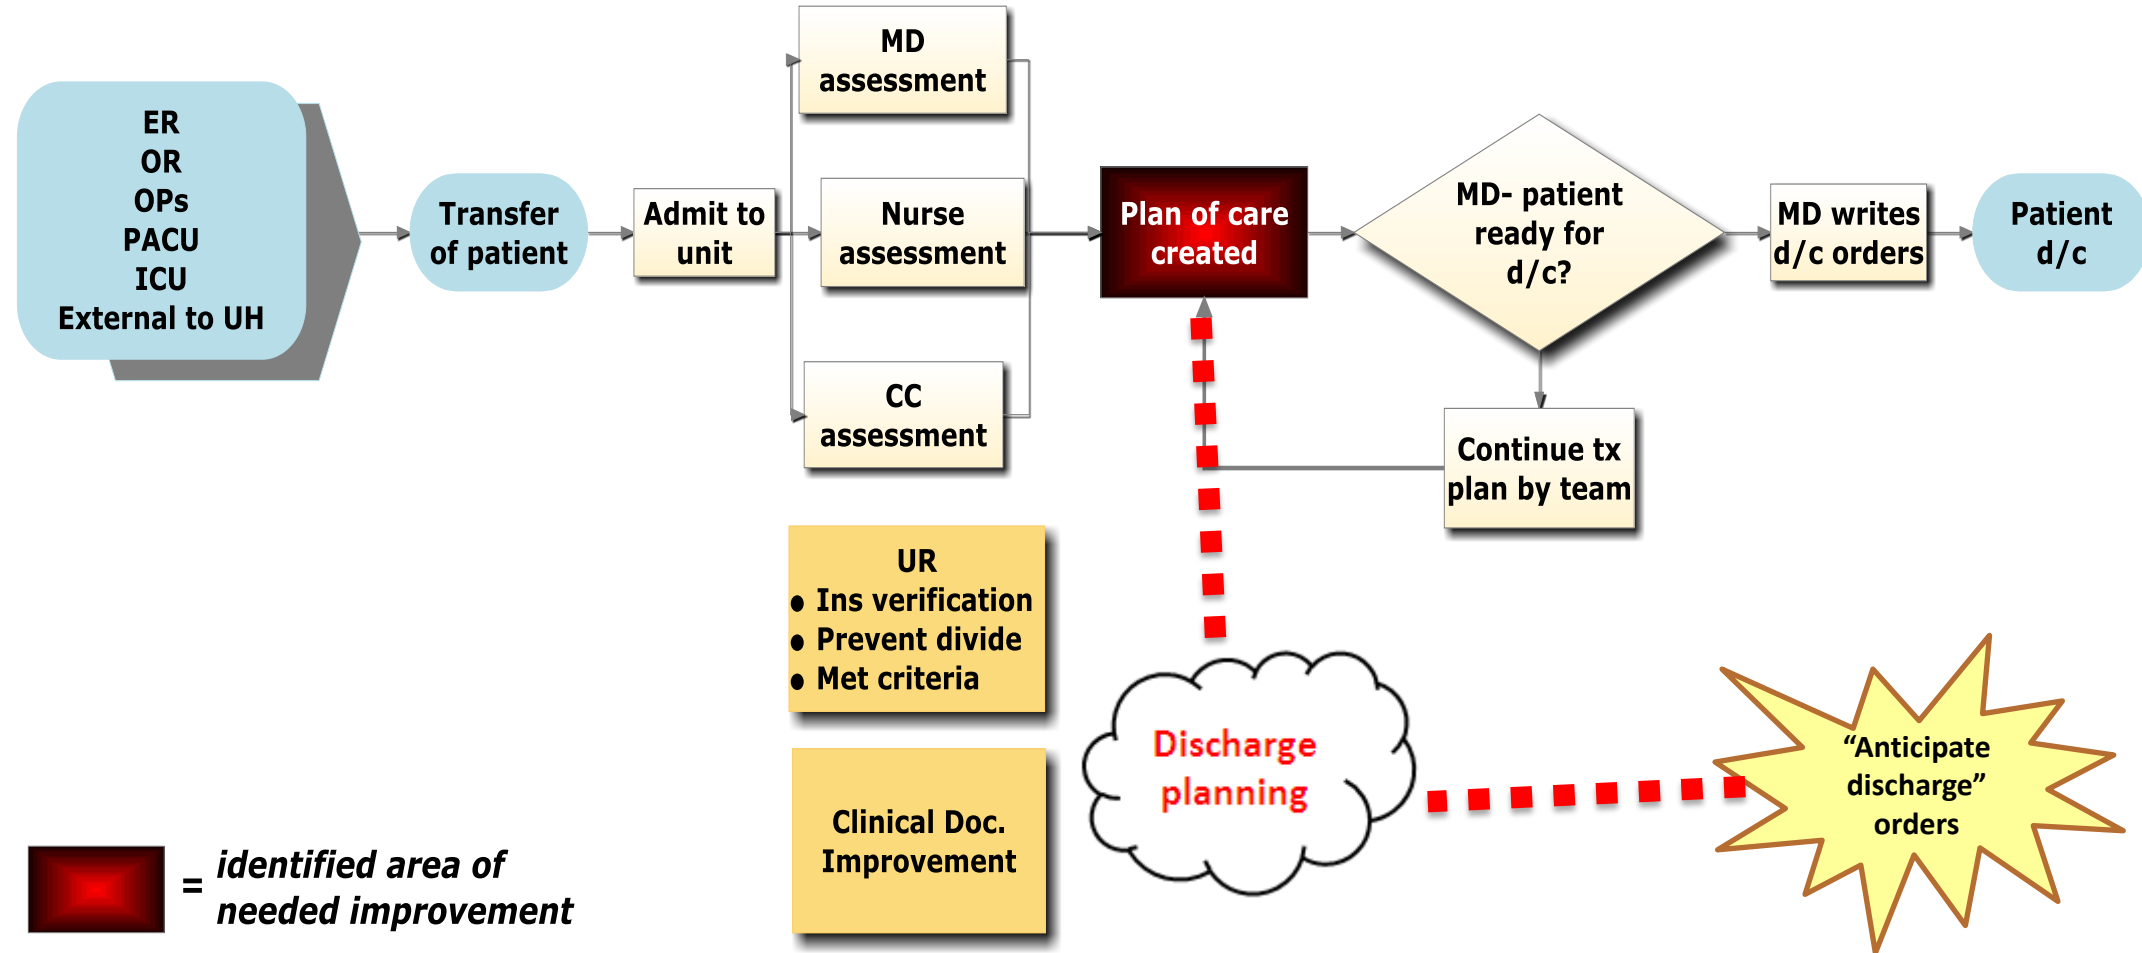 ER
OR
OPs
PACU
ICU
External to UH
Transfer
of patient
Admit to
unit
MD
assessment
Nurse
assessment
CC
assessment
Plan of care
created
MD- patient
ready for
d/c?
MD writes
d/c orders
Patient
d/c
Continue tx
plan by team
UR
● Ins verification
● Prevent divide
● Met criteria
Clinical Doc.
Improvement
Discharge
planning
“Anticipate
discharge”
orders
= identified area of
needed improvement